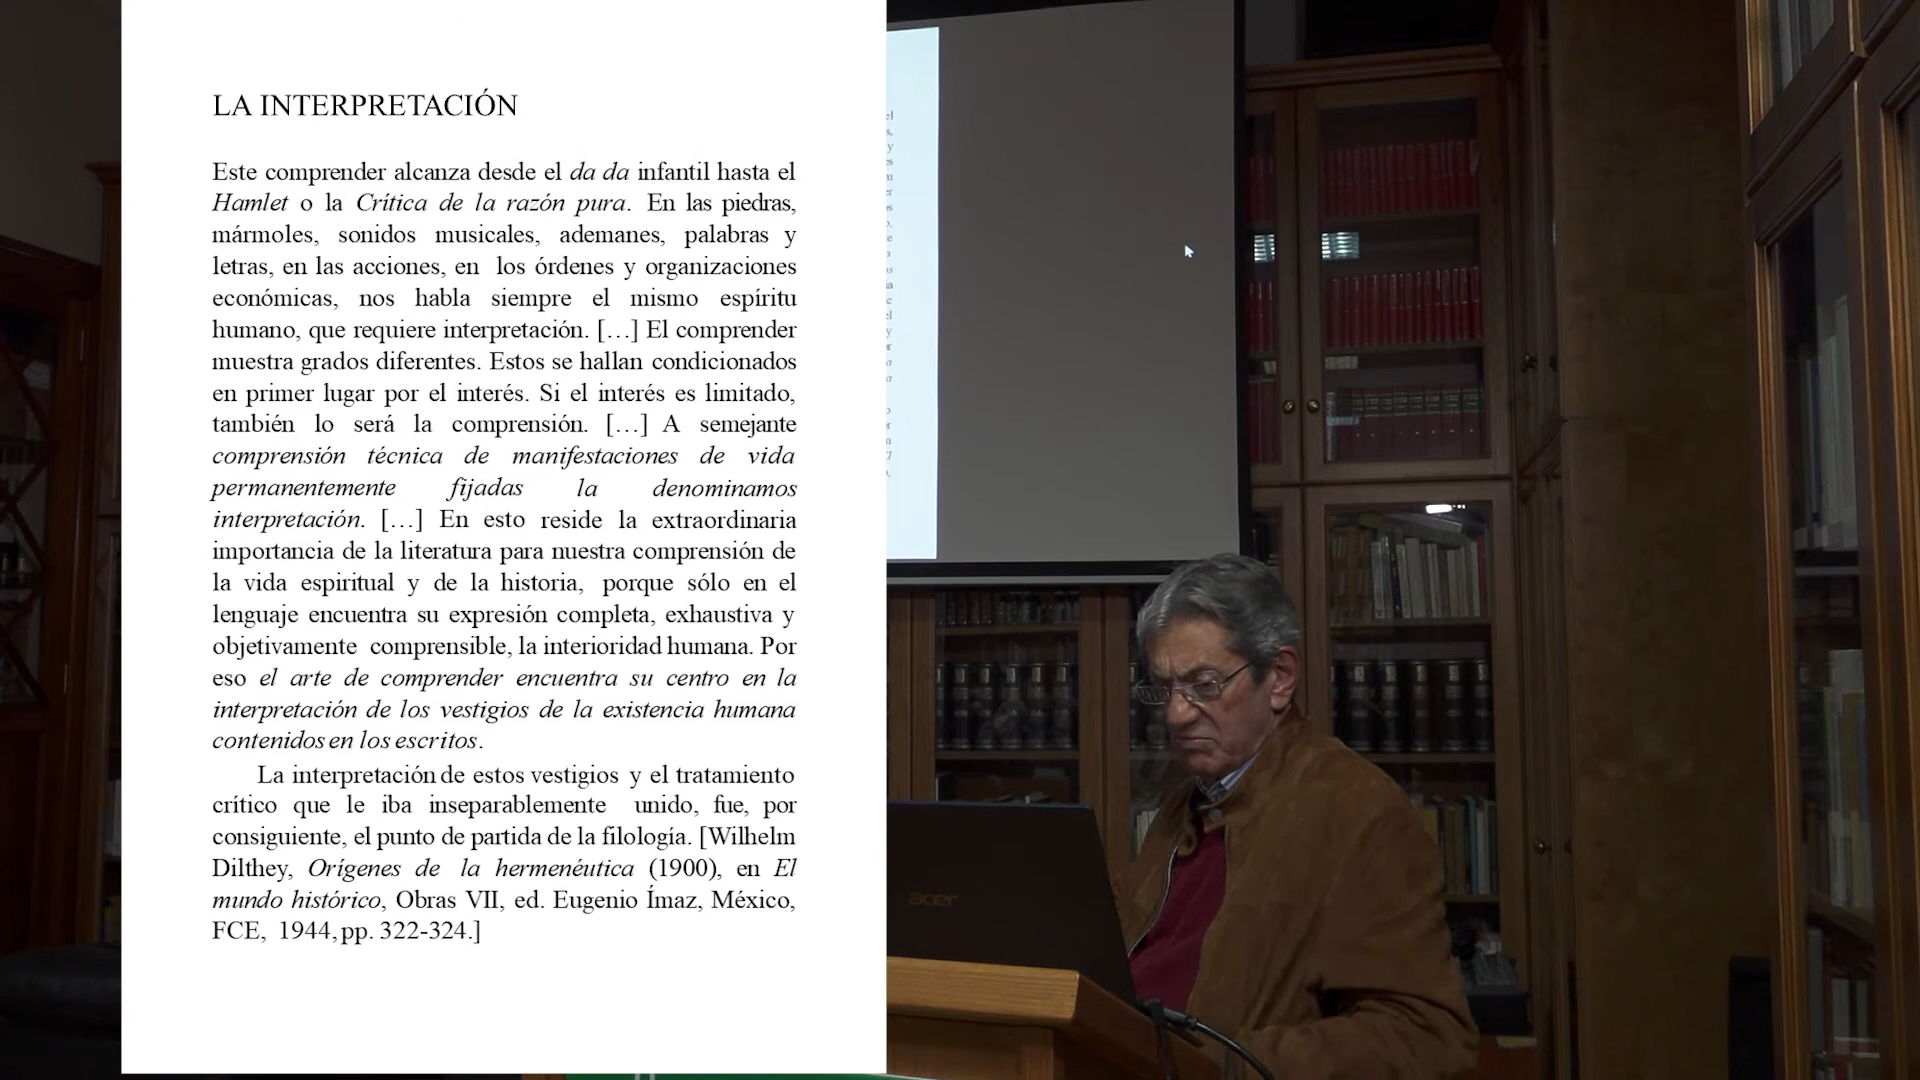 LA INTERPRETACIÓN
Este comprender alcanza desde el da da infantil hasta el
Hamlet o la Crítica de la razón pura. En las piedras,
mármoles, sonidos musicales, ademanes, palabras y
letras, en las acciones, en los órdenes y organizaciones
económicas, nos habla siempre el mismo espíritu
humano, que requiere interpretación. […] El comprender
muestra grados diferentes. Estos se hallan condicionados
en primer lugar por el interés. Si el interés es limitado,
también lo será la comprensión. […] A semejante
comprensión técnica de manifestaciones de vida
permanentemente fijadas la denominamos
interpretación. […] En esto reside la extraordinaria
importancia de la literatura para nuestra comprensión de
la vida espiritual y de la historia, porque sólo en el
lenguaje encuentra su expresión completa, exhaustiva y
objetivamente comprensible, la interioridad humana. Por
eso el arte de comprender encuentra su centro en la
interpretación de los vestigios de la existencia humana
contenidos en los escritos.
La interpretación de estos vestigios y el tratamiento
crítico que le iba inseparablemente unido, fue, por
consiguiente, el punto de partida de la filología. [Wilhelm
Dilthey, Orígenes de la hermenéutica (1900), en El
mundo histórico, Obras VII, ed. Eugenio Ímaz, México,
FCE, 1944, pp. 322-324.]
acer